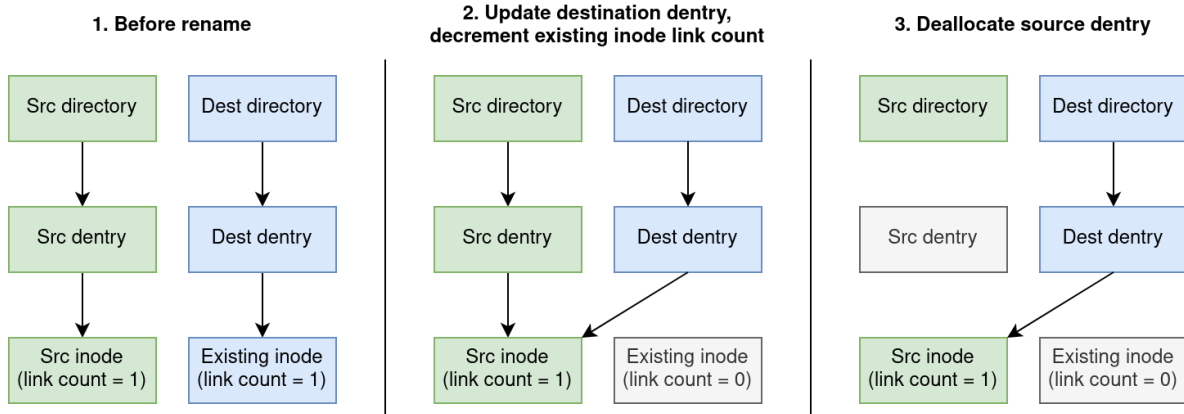 1. Before rename
Src directory
Dest directory
Src dentry
Dest dentry
Src inode
(link count = 1)
Existing inode
(link count = 1)
2. Update destination dentry,
decrement existing inode link count
Src directory
Dest directory
Src dentry
Dest dentry
Src inode
(link count = 1)
Existing inode
(link count = 0)
3. Deallocate source dentry
Src directory
Dest directory
Src dentry
Dest dentry
Src inode
(link count = 1)
Existing inode
(link count = 0)